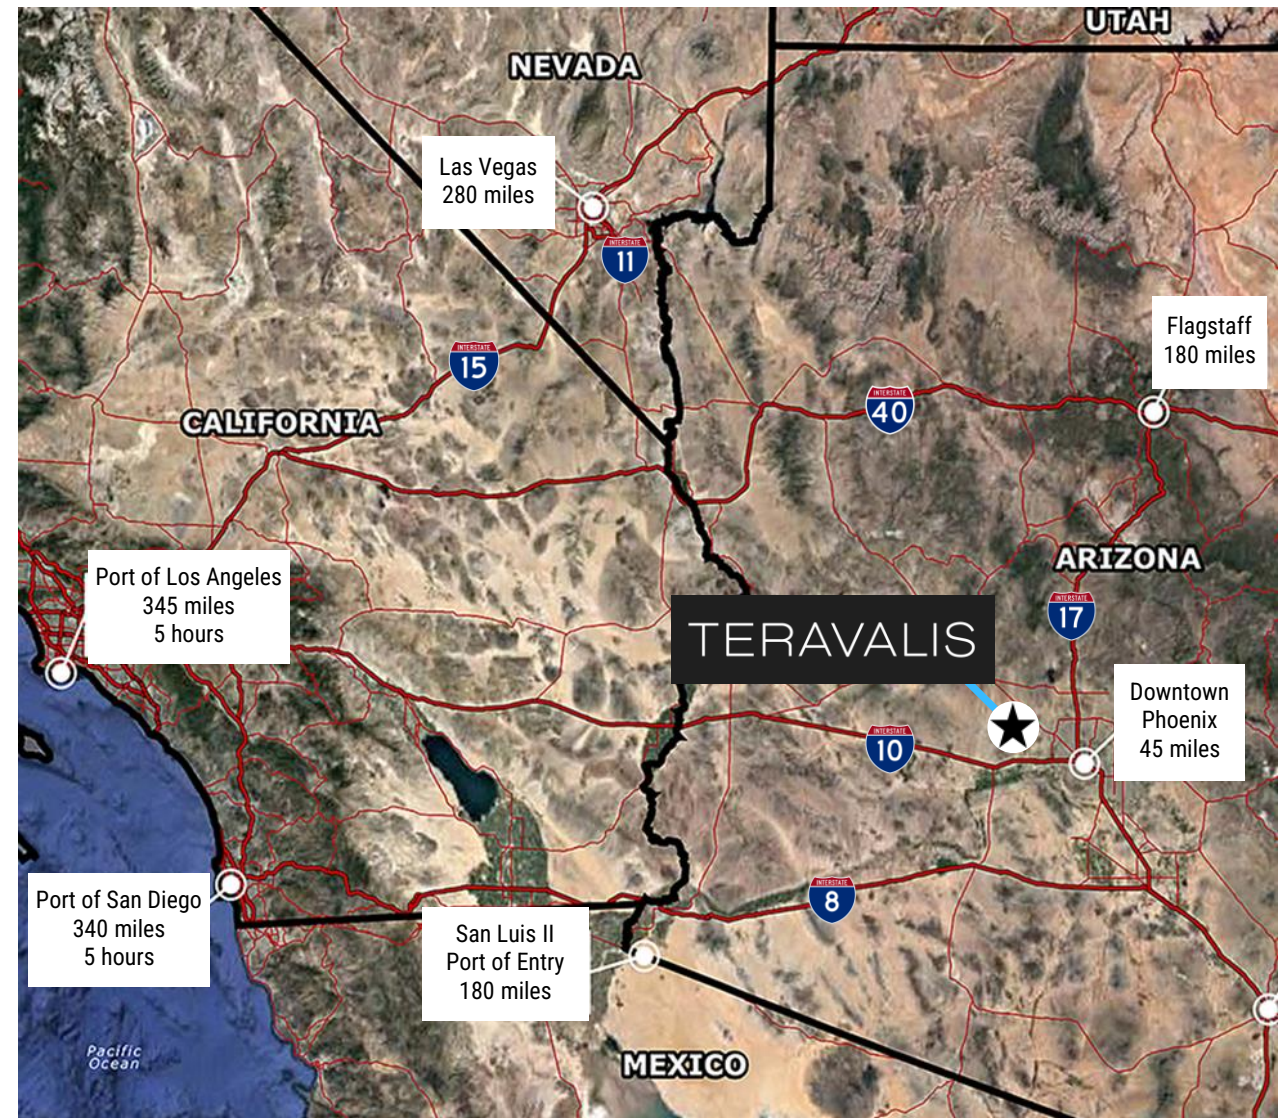 UTAH
NEVADA
Las Vegas
280 miles
INTERSTATE
11
Flagstaff
180 miles
INTERSTATE
15
INTERSTATE
40
CALIFORNIA
ARIZONA
Port of Los Angeles
345 miles
5 hours
INTERSTATE
17
TERAVALIS
Downtown
Phoenix
45 miles
INTERSTATE
10
INTERSTATE
8
Port of San Diego
340 miles
5 hours
San Luis II
Port of Entry
180 miles
Pacific
Ocean
MEXICO